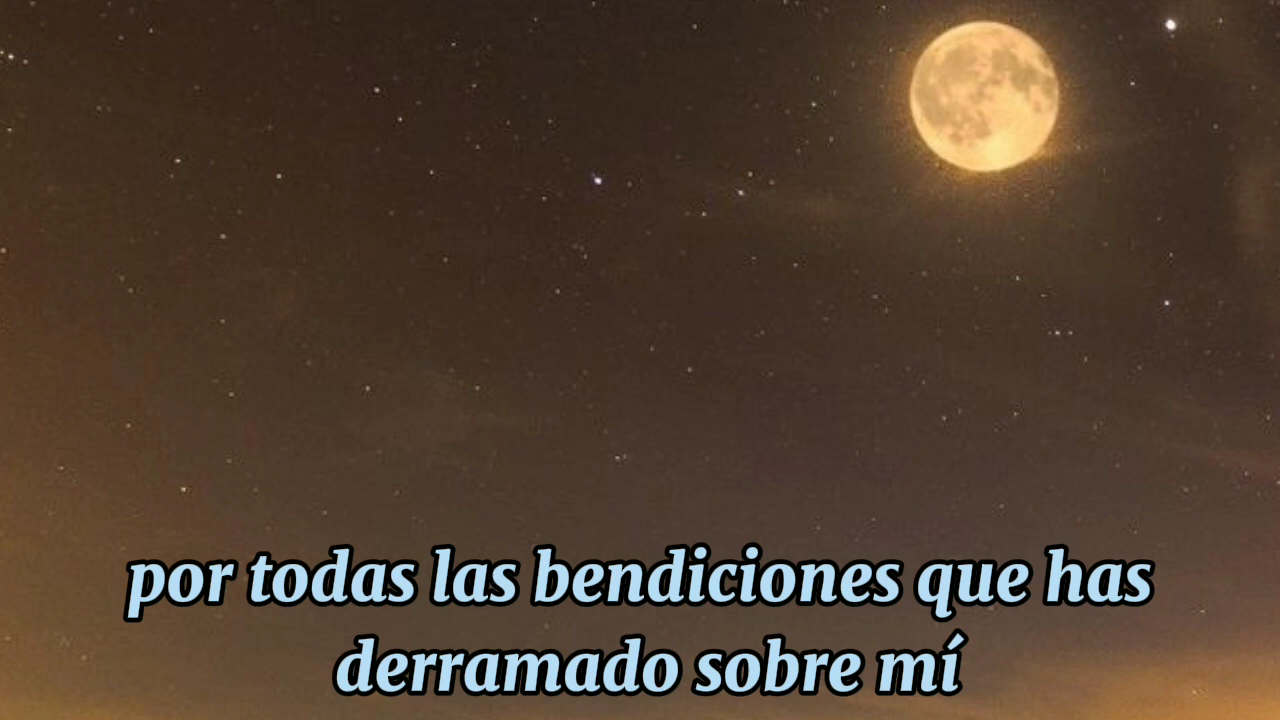 por todas las bendiciones que has
derramado sobre mí